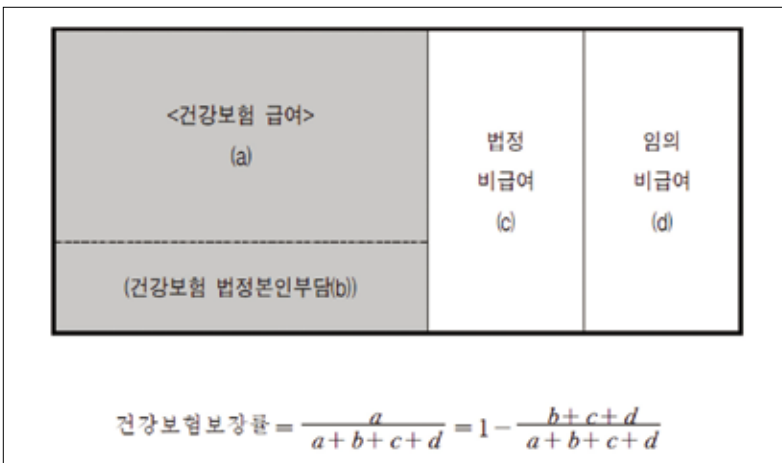 <건강보험 급여>
(a)
(건강보험 법정본인부담(b))
법정
비급여
(c)
임의
비급여
(d)
건강보험보장률 = a / (a+b+c+d) = 1 - (b+c+d) / (a+b+c+d)